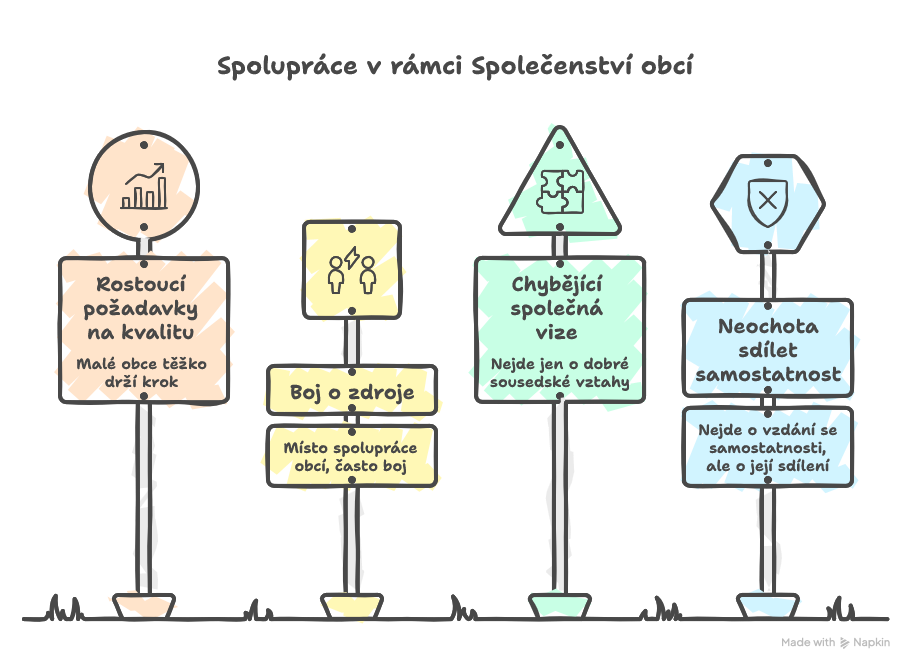 Spolupráce v rámci Společenství obcí
Rostoucí
požadavky
na kvalitu
Malé obce těžko
drží krok
Boj o zdroje
Místo spolupráce
obcí, často boj
Chybějící
společná
vize
Nejde jen o dobré
sousedské vztahy
Neochota
sdílet
samostatnost
Nejde o vzdání se
samostatnosti,
ale o její sdílení
Made with Napkin